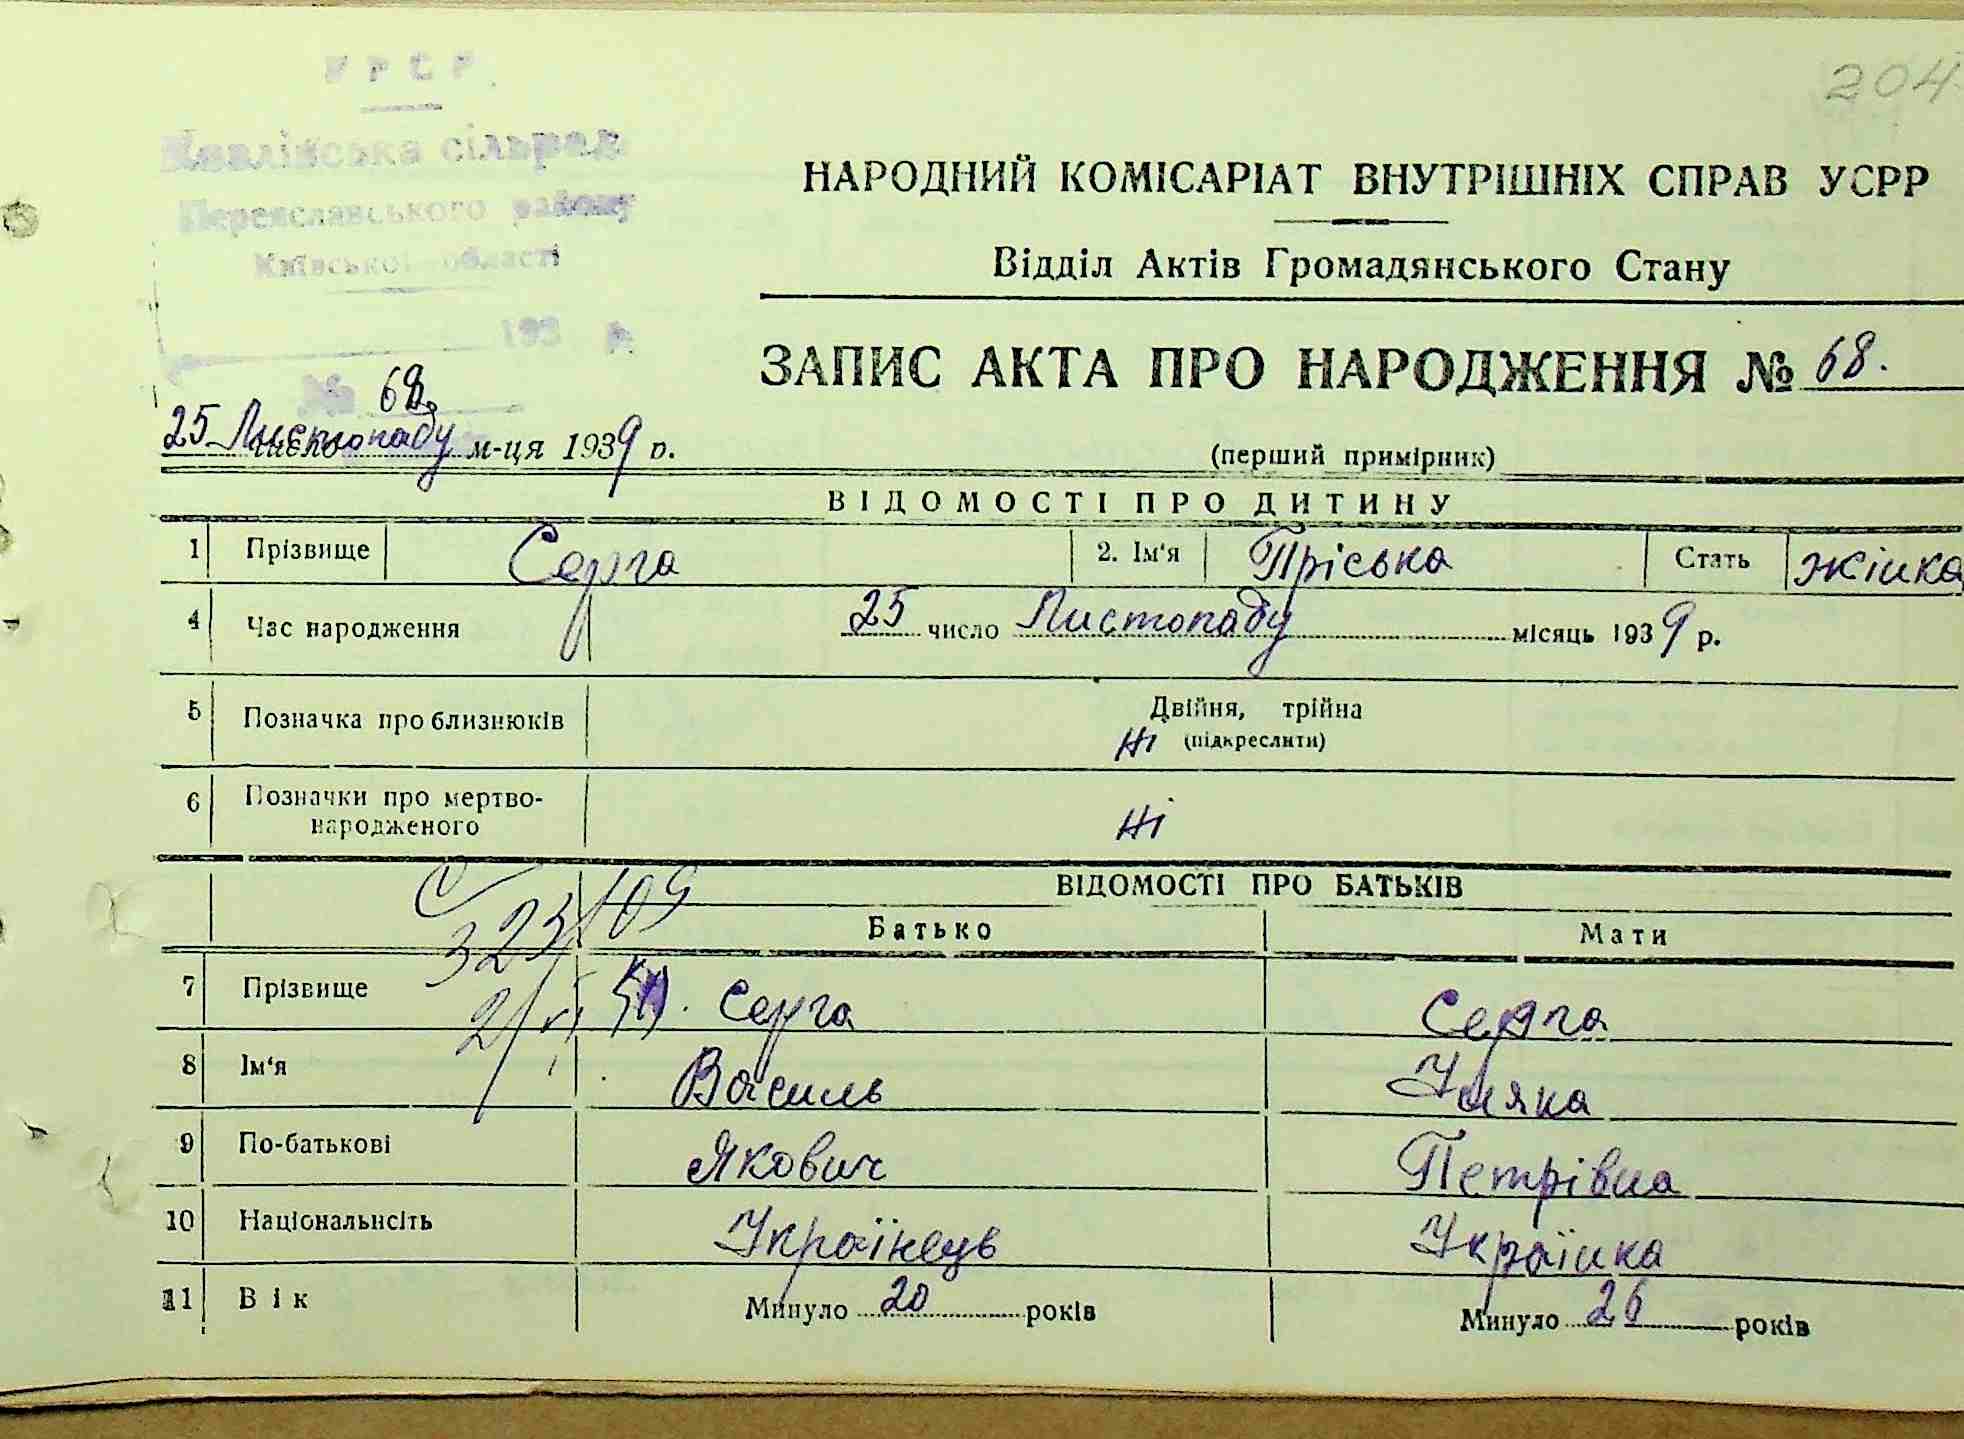 204
УРСР
сільрада
Переяславського району
Київської області
193 р.
№ 68.
НАРОДНИЙ КОМІСАРІАТ ВНУТРІШНІХ СПРАВ УСРР
Відділ Актів Громадянського Стану
ЗАПИС АКТА ПРО НАРОДЖЕННЯ № 68.
25 число Листопаду м-ця 1939 р.
(перший примірник)
ВІДОМОСТІ ПРО ДИТИНУ
1 Прізвище Серга 2. Ім'я Пріська Стать жінка
4 Час народження 25 число Листопаду місяць 1939 р.
5 Позначка про близнюків Двійня, трійна
ні (підкреслити)
6 Позначки про мертво-
народженого ні
ВІДОМОСТІ ПРО БАТЬКІВ
Батько Мати
7 Прізвище Серга Серга
8 Ім'я Василь Уляка
9 По-батькові Якович Петрівна
10 Національнсіть Українець Українка
11 Вік Минуло 20 років Минуло 26 років